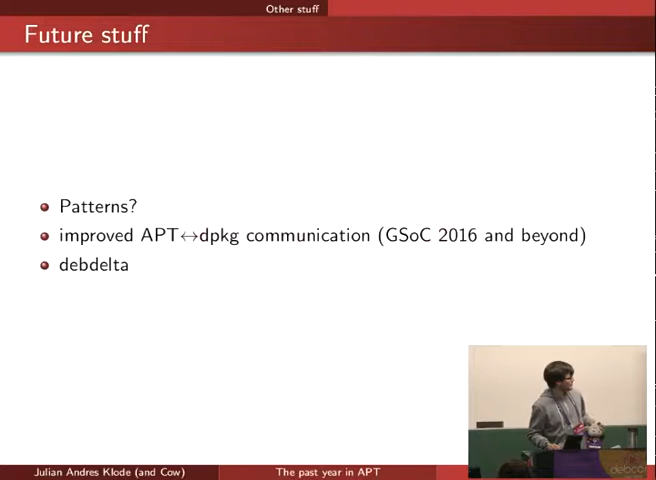 Other stuff
Future stuff
Patterns?
improved APT↔dpkg communication (GSoC 2016 and beyond)
debdelta
Julian Andres Klode (and Cow)
The past year in APT
debcon